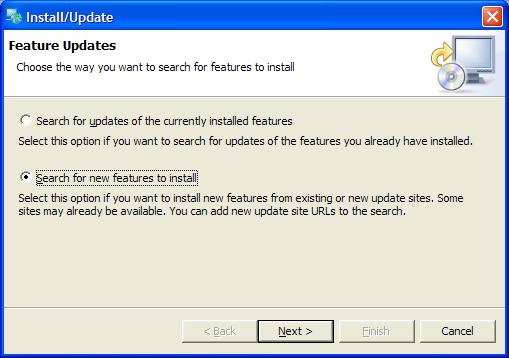 Install/Update
Feature Updates
Choose the way you want to search for features to install
Search for updates of the currently installed features
Select this option if you want to search for updates of the features you already have installed.
Search for new features to install
Select this option if you want to install new features from existing or new update sites. Some
sites may already be available. You can add new update site URLs to the search.
< Back
Next >
Finish
Cancel